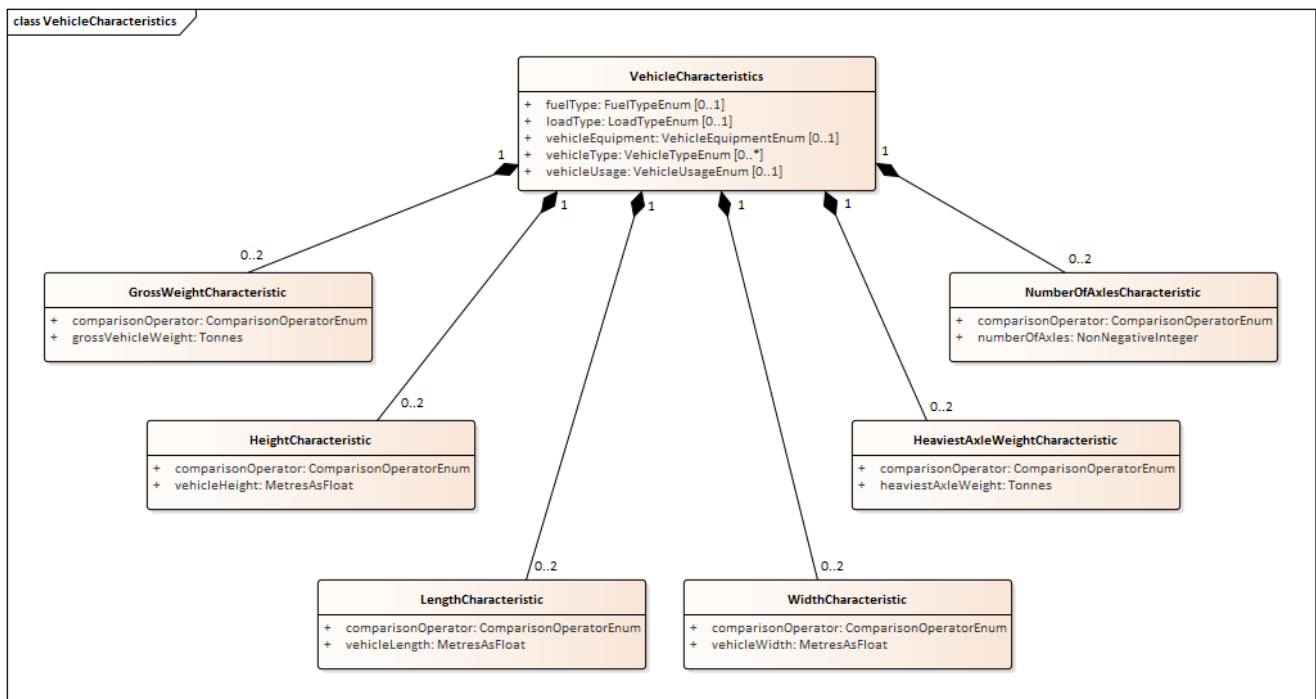 class VehicleCharacteristics
VehicleCharacteristics
+ fuelType: FuelTypeEnum [0..1]
+ loadType: LoadTypeEnum [0..1]
+ vehicleEquipment: VehicleEquipmentEnum [0..1]
+ vehicleType: VehicleTypeEnum [0..*]
+ vehicleUsage: VehicleUsageEnum [0..1]
1
1
1
1
1
1
0..2
0..2
GrossWeightCharacteristic
+ comparisonOperator: ComparisonOperatorEnum
+ grossVehicleWeight: Tonnes
NumberOfAxlesCharacteristic
+ comparisonOperator: ComparisonOperatorEnum
+ numberOfAxles: NonNegativeInteger
0..2
0..2
HeightCharacteristic
+ comparisonOperator: ComparisonOperatorEnum
+ vehicleHeight: MetresAsFloat
HeaviestAxleWeightCharacteristic
+ comparisonOperator: ComparisonOperatorEnum
+ heaviestAxleWeight: Tonnes
0..2
0..2
LengthCharacteristic
+ comparisonOperator: ComparisonOperatorEnum
+ vehicleLength: MetresAsFloat
WidthCharacteristic
+ comparisonOperator: ComparisonOperatorEnum
+ vehicleWidth: MetresAsFloat